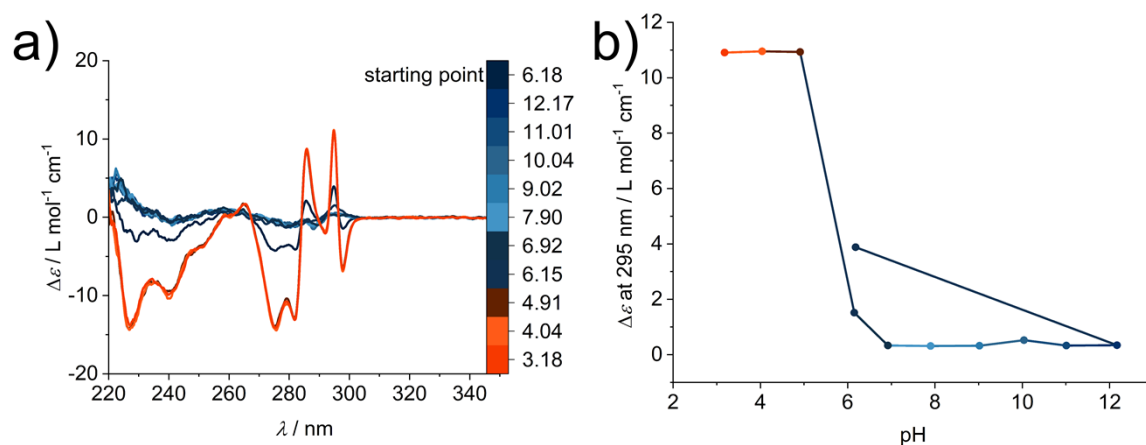 a)
20
10
0
-10
-20
220 240 260 280 300 320 340
λ / nm
Δε / L mol⁻¹ cm⁻¹
starting point
6.18
12.17
11.01
10.04
9.02
7.90
6.92
6.15
4.91
4.04
3.18
b)
12
10
8
6
4
2
0
2 4 6 8 10 12
pH
Δε at 295 nm / L mol⁻¹ cm⁻¹